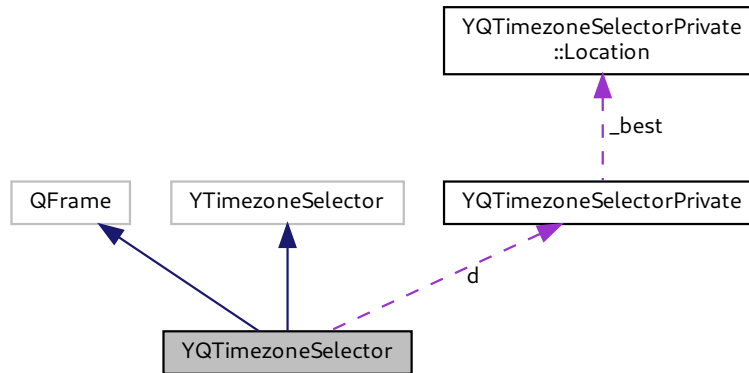 YQTimezoneSelectorPrivate
::Location
_best
QFrame
YTimezoneSelector
YQTimezoneSelectorPrivate
d
YQTimezoneSelector